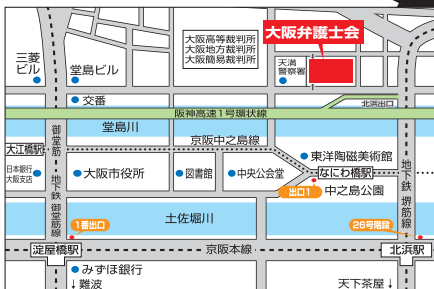 大阪弁護士会
三菱
ビル
堂島ビル
大阪高等裁判所
大阪地方裁判所
大阪簡易裁判所
天満
警察署
交番
北浜出口
阪神高速1号環状線
堂島川
京阪中之島線
御堂筋
地下鉄 御堂筋線
大江橋駅
日本銀行
大阪支店
大阪市役所
図書館
中央公会堂
東洋陶磁美術館
なにわ橋駅
出口1
中之島公園
地下鉄 堺筋線
土佐堀川
1番出口
26号階段
淀屋橋駅
京阪本線
北浜駅
みずほ銀行
↓難波
天下茶屋↓